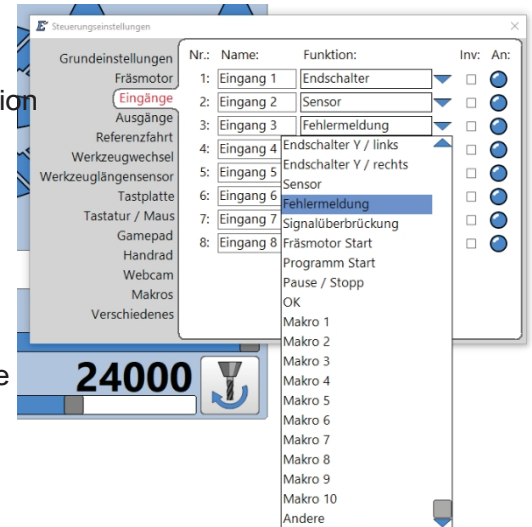 Steuerungseinstellungen
Grundeinstellungen
Fräsmotor
Eingänge
Ausgänge
Referenzfahrt
Werkzeugwechsel
Werkzeuglängensensor
Tastplatte
Tastatur / Maus
Gamepad
Handrad
Webcam
Makros
Verschiedenes
Nr.: Name: Funktion: Inv: An:
1: Eingang 1 Endschalter
2: Eingang 2 Sensor
3: Eingang 3 Fehlermeldung
4: Eingang 4
5: Eingang 5
6: Eingang 6
7: Eingang 7
8: Eingang 8
Endschalter Y / links
Endschalter Y / rechts
Sensor
Fehlermeldung
Signalüberbrückung
Fräsmotor Start
Programm Start
Pause / Stopp
OK
Makro 1
Makro 2
Makro 3
Makro 4
Makro 5
Makro 6
Makro 7
Makro 8
Makro 9
Makro 10
Andere
ion
e
24000